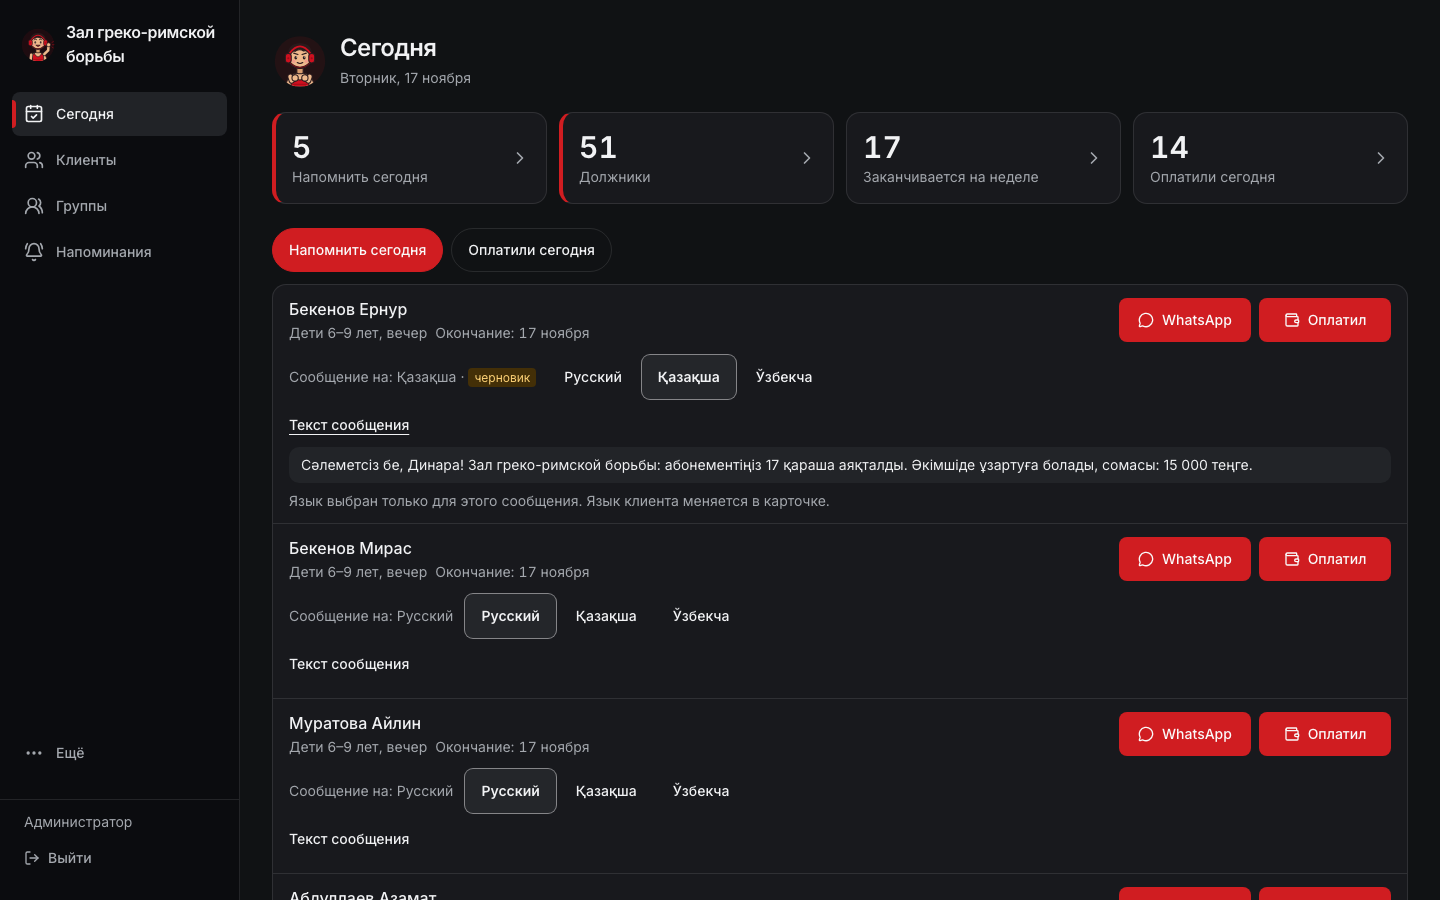 Зал греко-римской
борьбы
Сегодня
Клиенты
Группы
Напоминания
Ещё
Администратор
Выйти
Сегодня
Вторник, 17 ноября
5
Напомнить сегодня
51
Должники
17
Заканчивается на неделе
14
Оплатили сегодня
Напомнить сегодня
Оплатили сегодня
Бекенов Ернур
Дети 6–9 лет, вечер Окончание: 17 ноября
WhatsApp
Оплатил
Сообщение на: Қазақша · черновик
Русский
Қазақша
Ўзбекча
Текст сообщения
Сәлеметсіз бе, Динара! Зал греко-римской борьбы: абонементіңіз 17 қараша аяқталды. Әкімшіде ұзартуға болады, сомасы: 15 000 теңге.
Язык выбран только для этого сообщения. Язык клиента меняется в карточке.
Бекенов Мирас
Дети 6–9 лет, вечер Окончание: 17 ноября
WhatsApp
Оплатил
Сообщение на: Русский
Русский
Қазақша
Ўзбекча
Текст сообщения
Муратова Айлин
Дети 6–9 лет, вечер Окончание: 17 ноября
WhatsApp
Оплатил
Сообщение на: Русский
Русский
Қазақша
Ўзбекча
Текст сообщения
Абдуллаев Азамат